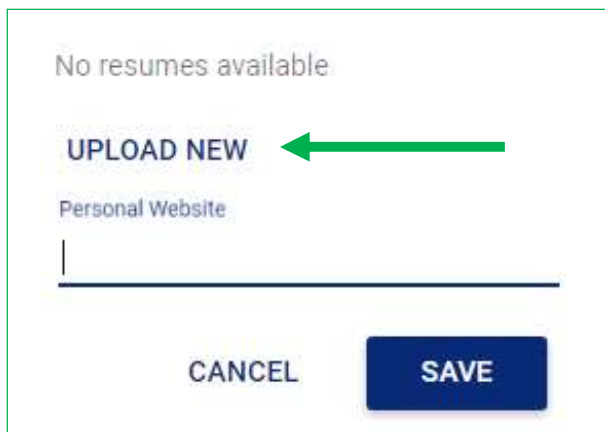 No resumes available
UPLOAD NEW
Personal Website
CANCEL SAVE